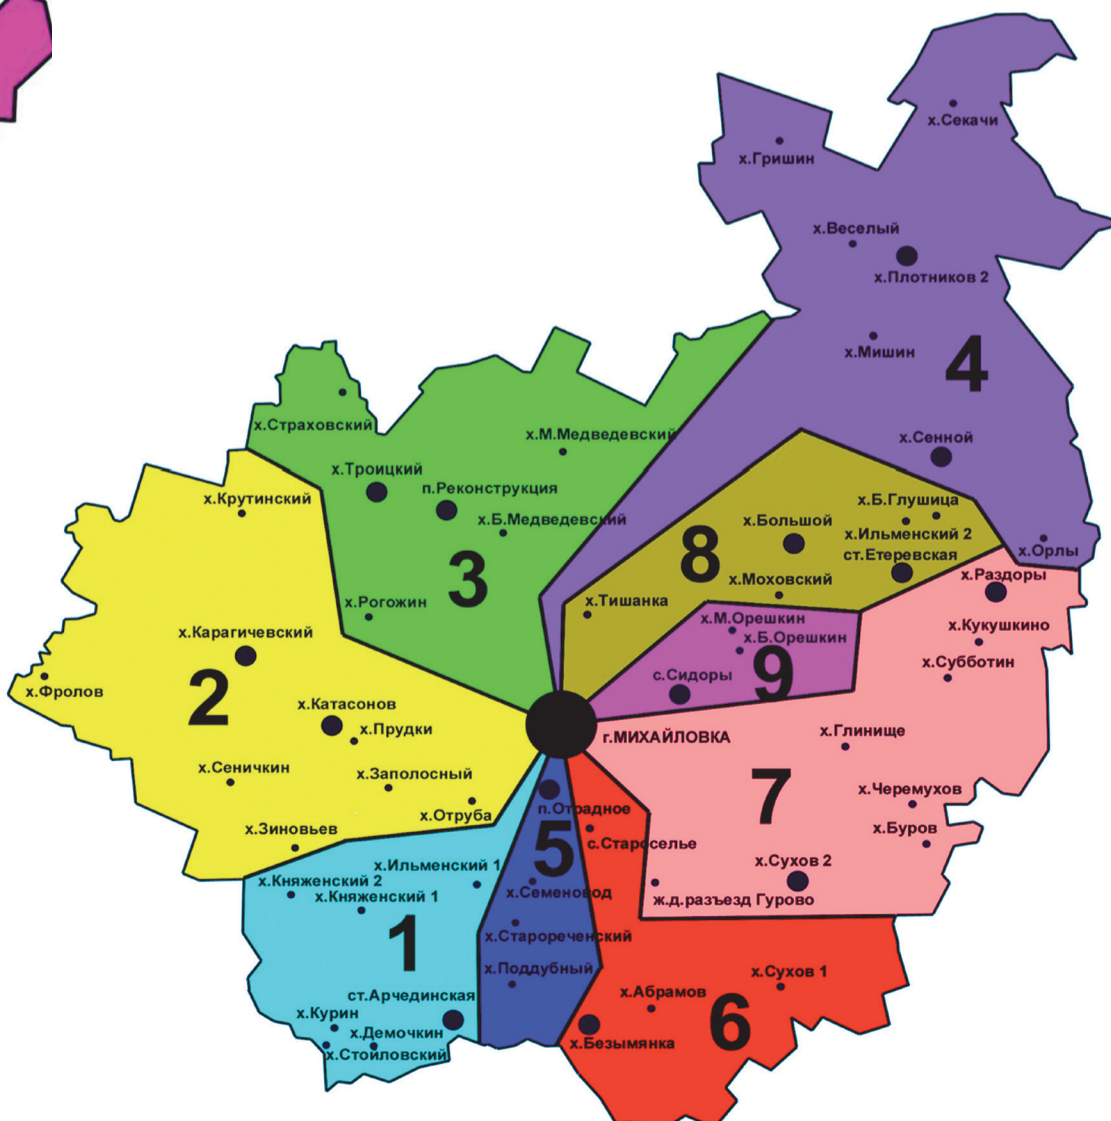 х.Секачи
х.Гришин
х.Веселый
х.Плотников 2
х.Мишин
4
х.Сенной
х.Страховский
х.М.Медведевский
х.Троицкий
п.Реконструкция
х.Б.Медведевский
3
х.Рогожин
х.Б.Глушица
х.Большой
х.Ильменский 2
ст.Етеревская
8
х.Моховский
х.Тишанка
х.Орлы
х.Раздоры
х.Крутинский
х.Карагичевский
х.Фролов
2
х.Катасонов
х.Прудки
х.Сеничкин
х.Заполосный
х.Отруба
х.Зиновьев
х.М.Орешкин
х.Б.Орешкин
с.Сидоры
9
х.Кукушкино
х.Субботин
г.МИХАЙЛОВКА
х.Глинище
7
х.Черемухов
х.Буров
х.Сухов 2
ж.д.разъезд Гурово
п.Отрадное
5
с.Староселье
х.Семеновод
х.Старореченский
х.Поддубный
х.Ильменский 1
х.Княженский 2
х.Княженский 1
1
ст.Арчединская
х.Курин
х.Демочкин
х.Стойловский
х.Сухов 1
х.Абрамов
6
х.Безымянка